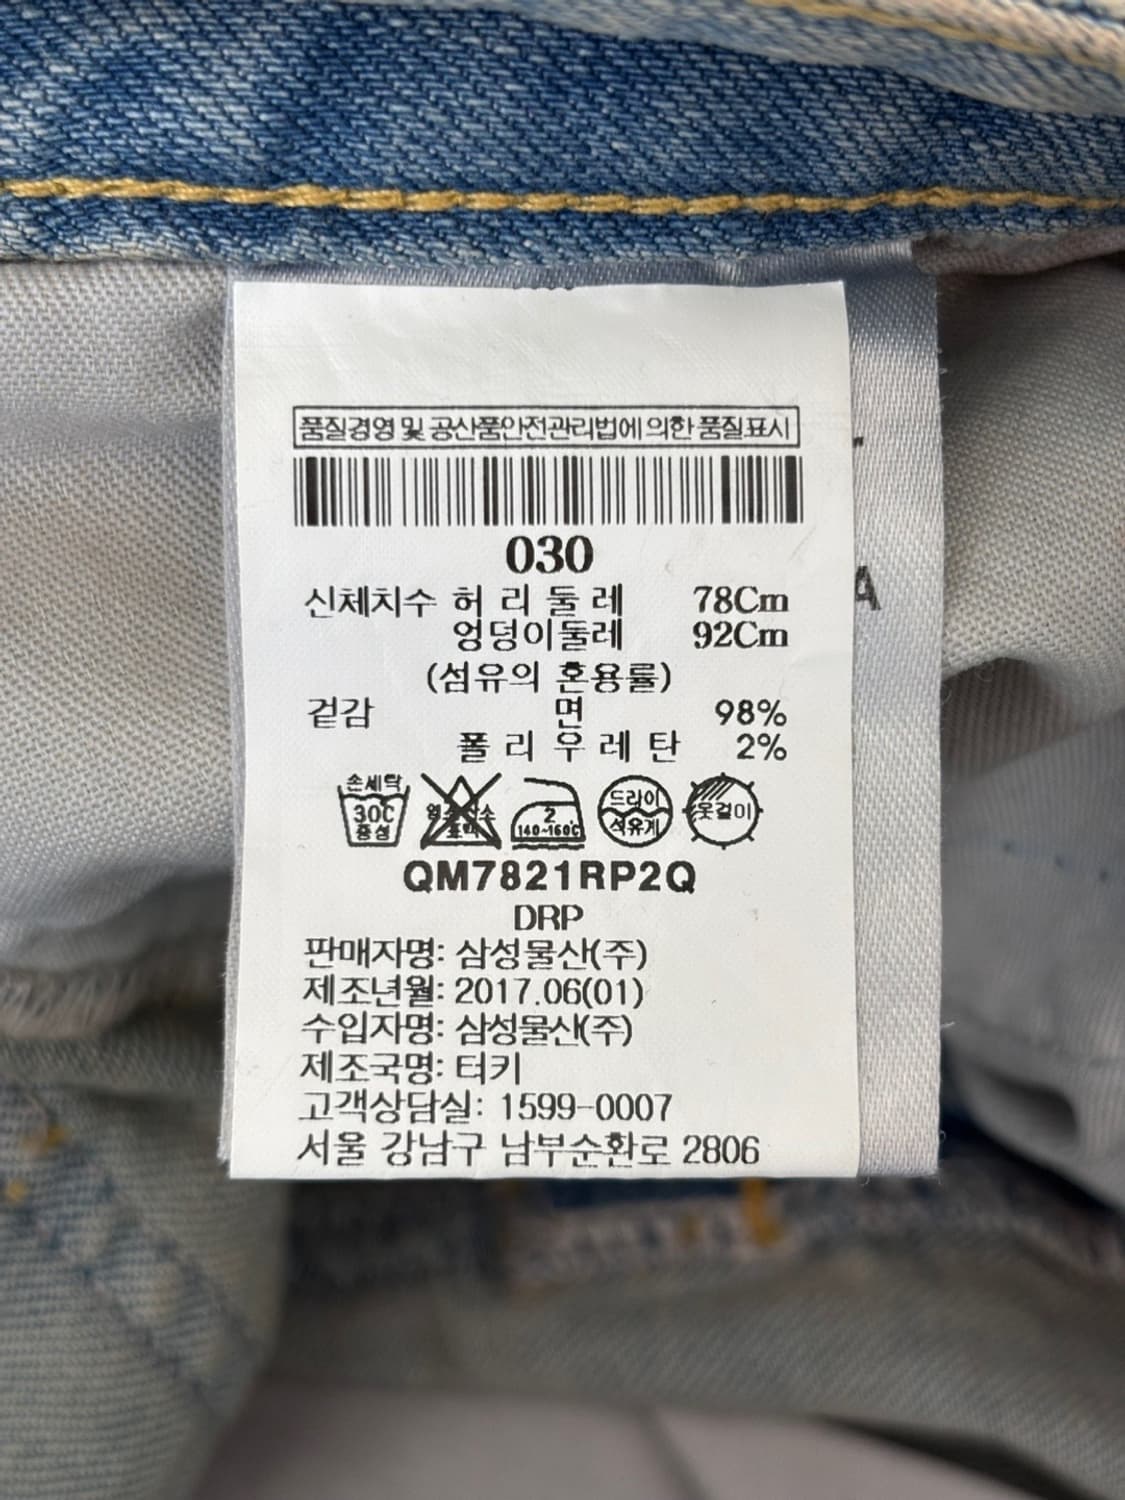 품질경영 및 공산품안전관리법에 의한 품질표시
030
신체치수 허 리 둘 레 78Cm
엉덩이둘레 92Cm
(섬유의 혼용률)
겉감 면 98%
폴 리 우 레 탄 2%
손세탁
30C
중성
염소
표백
2
140~160℃
드라이
석유계
옷걸이
QM7821RP2Q
DRP
판매자명: 삼성물산(주)
제조년월: 2017.06(01)
수입자명: 삼성물산(주)
제조국명: 터키
고객상담실: 1599-0007
서울 강남구 남부순환로 2806
A